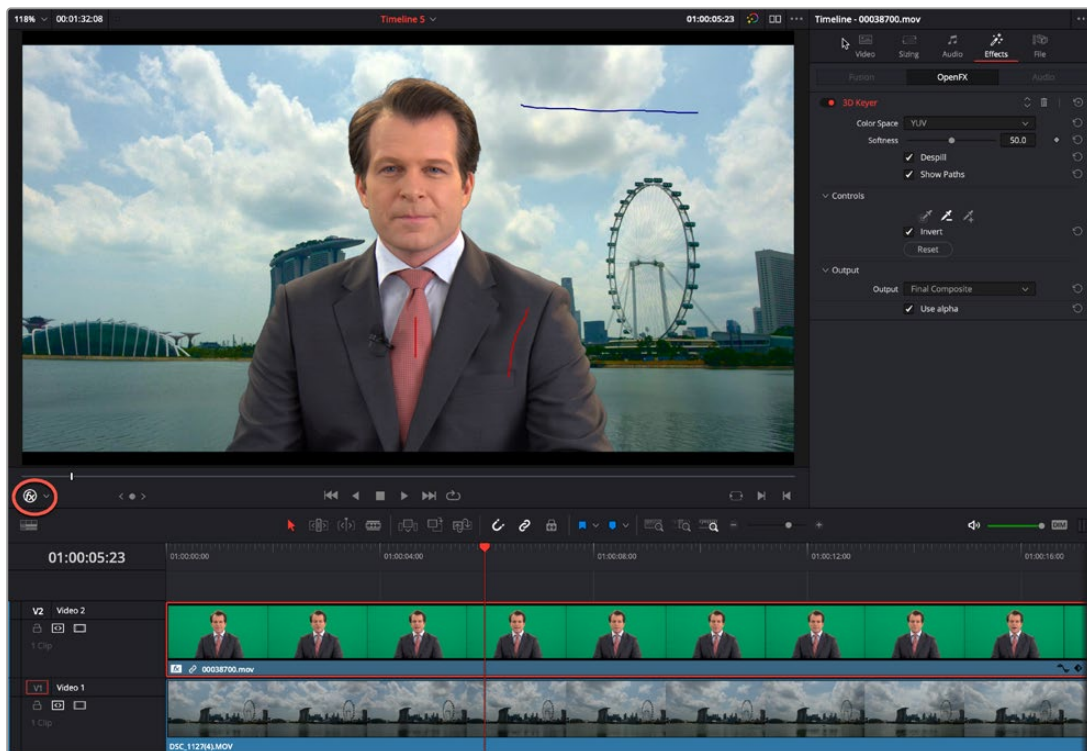 118% 00:01:32:08 Timeline 5 01:00:05:23 Timeline - 00038700.mov
Video Sizing Audio Effects File
Fusion OpenFX Audio
3D Keyer
Color Space YUV
Softness 50.0
Despill
Show Paths
Controls
Invert
Reset
Output
Output Final Composite
Use alpha
fx
DIM
01:00:05:23 01:00:00:00 01:00:04:00 01:00:08:00 01:00:12:00 01:00:16:00
V2 Video 2
1 Clip
fx 00038700.mov
V1 Video 1
1 Clip
DSC_1127(4).MOV